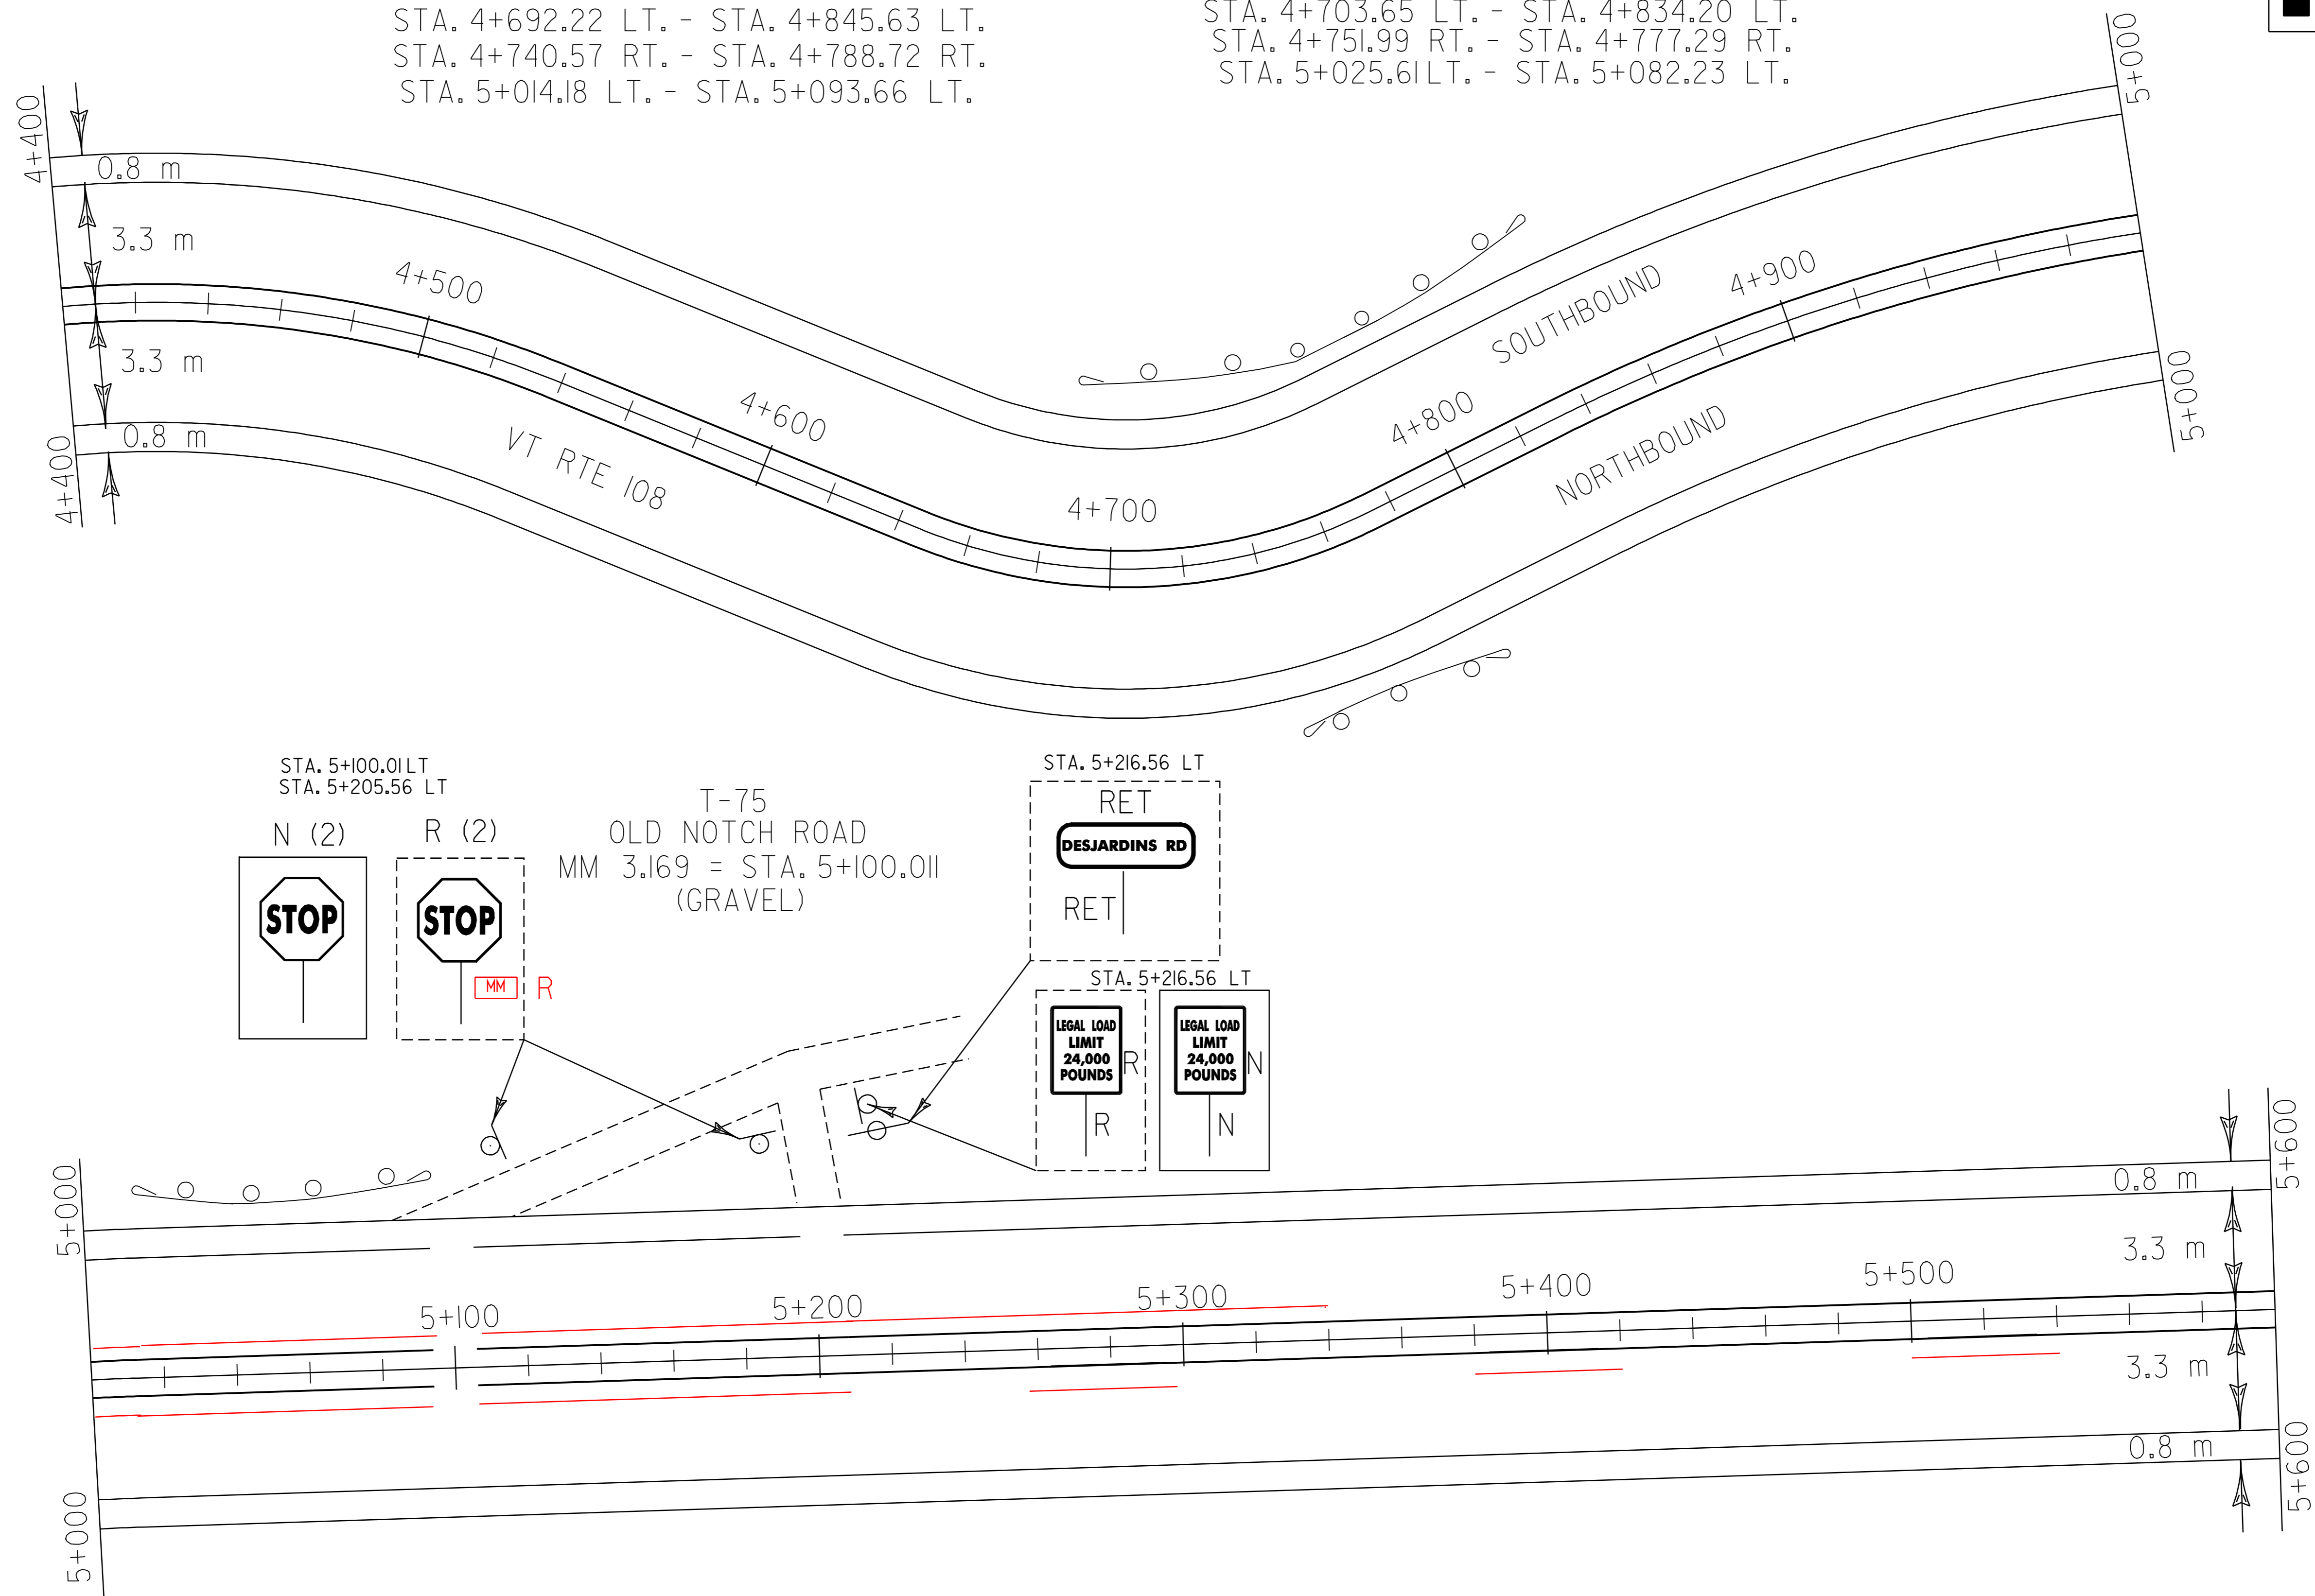 STA. 4+692.22 LT. - STA. 4+845.63 LT.
STA. 4+740.57 RT. - STA. 4+788.72 RT.
STA. 5+014.18 LT. - STA. 5+093.66 LT.
STA. 4+703.65 LT. - STA. 4+834.20 LT.
STA. 4+751.99 RT. - STA. 4+777.29 RT.
STA. 5+025.61 LT. - STA. 5+082.23 LT.
4+400
0.8 m
3.3 m
3.3 m
0.8 m
4+400
4+500
4+600
VT RTE 108
4+700
4+800
4+900
SOUTHBOUND
NORTHBOUND
5+000
5+000
STA. 5+100.01 LT
STA. 5+205.56 LT
N (2)
R (2)
STOP
STOP
MM
R
T-75
OLD NOTCH ROAD
MM 3.169 = STA. 5+100.011
(GRAVEL)
STA. 5+216.56 LT
RET
DESJARDINS RD
RET
STA. 5+216.56 LT
LEGAL LOAD
LIMIT
24,000
POUNDS
R
R
LEGAL LOAD
LIMIT
24,000
POUNDS
N
N
5+000
5+000
5+100
5+200
5+300
5+400
5+500
0.8 m
3.3 m
3.3 m
0.8 m
5+600
5+600